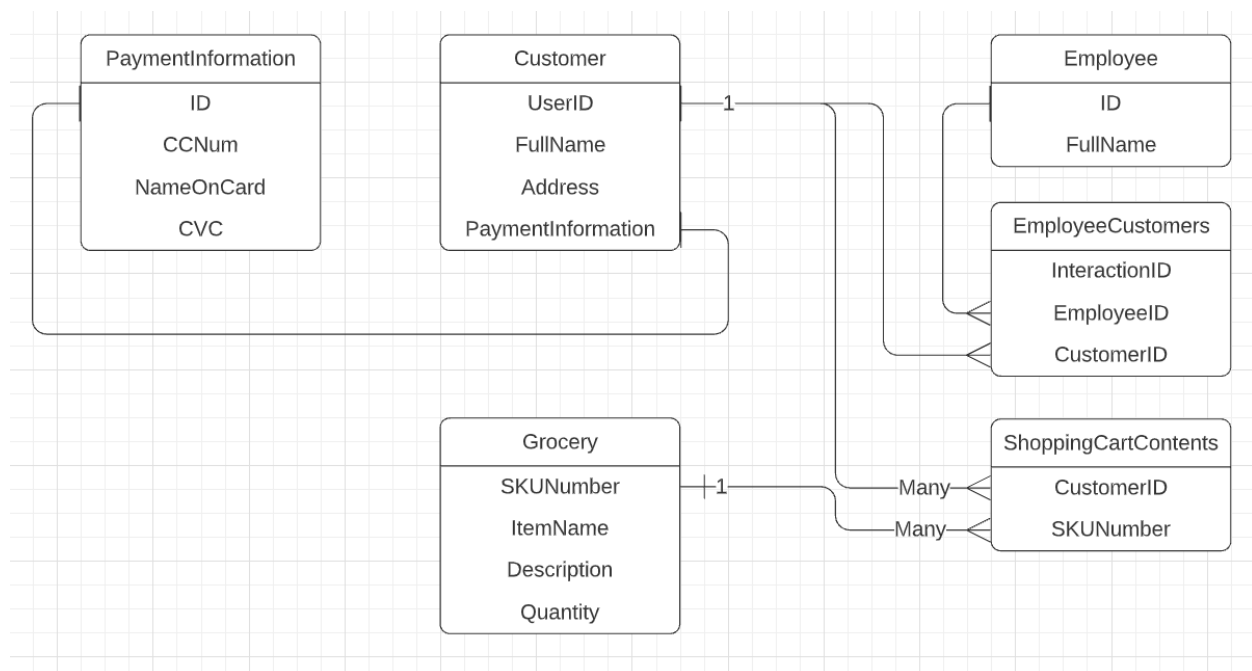 PaymentInformation
ID
CCNum
NameOnCard
CVC
Customer
UserID
FullName
Address
PaymentInformation
1
Employee
ID
FullName
EmployeeCustomers
InteractionID
EmployeeID
CustomerID
Grocery
SKUNumber
ItemName
Description
Quantity
1
Many
Many
ShoppingCartContents
CustomerID
SKUNumber